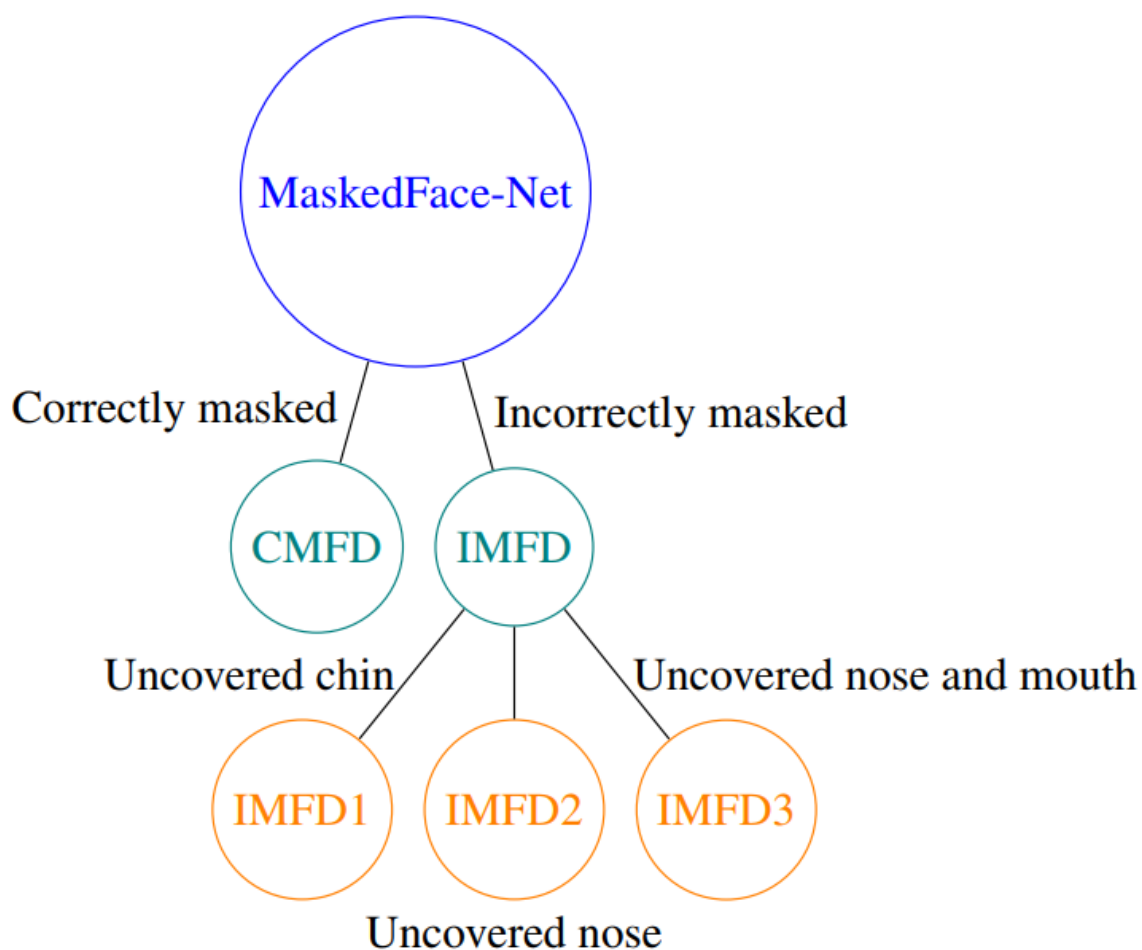 MaskedFace-Net
Correctly masked
Incorrectly masked
CMFD
IMFD
Uncovered chin
Uncovered nose and mouth
IMFD1
IMFD2
IMFD3
Uncovered nose